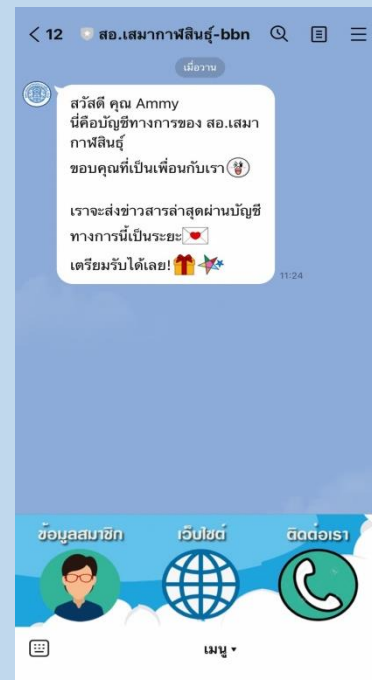 < 12 สอ.เสมากาฬสินธุ์-bbn
เมื่อวาน
สวัสดี คุณ Ammy
นี่คือบัญชีทางการของ สอ.เสมา
กาฬสินธุ์
ขอบคุณที่เป็นเพื่อนกับเรา
เราจะส่งข่าวสารล่าสุดผ่านบัญชี
ทางการนี้เป็นระยะ
เตรียมรับได้เลย!
11:24
ข้อมูลสมาชิก เว็บไซต์ ติดต่อเรา
เมนู ▾